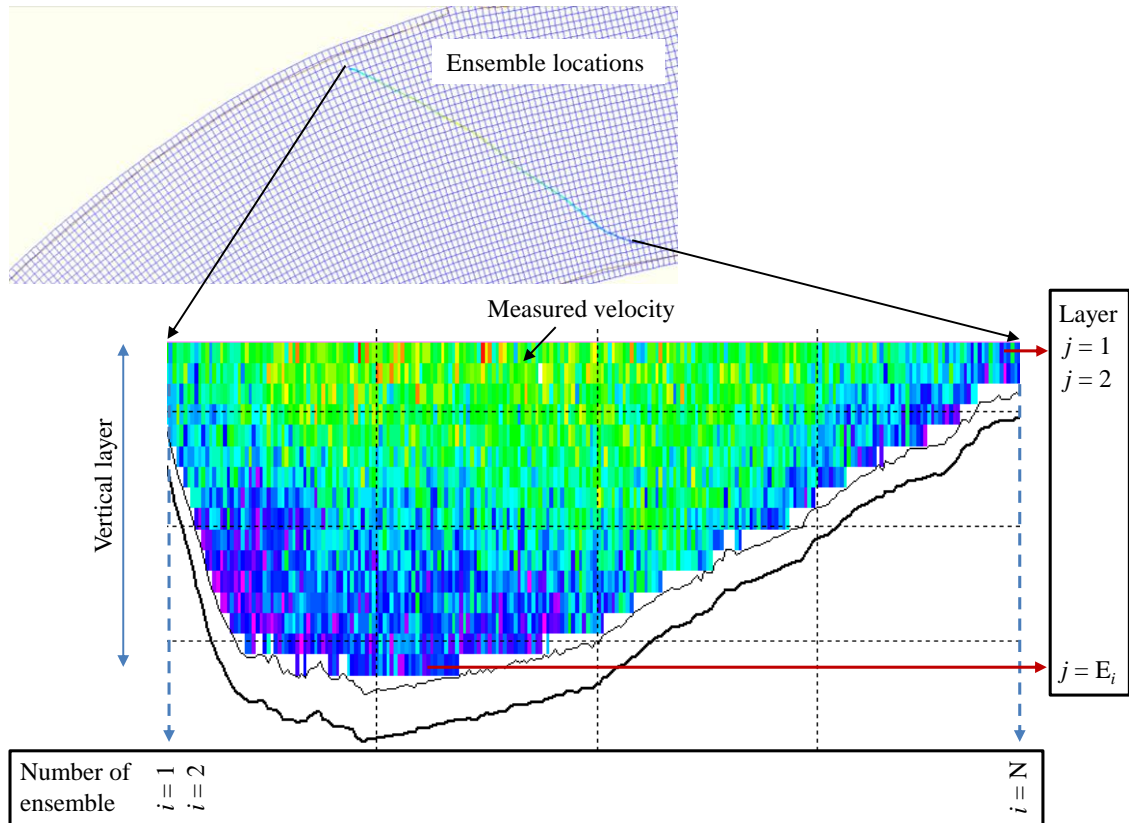 Ensemble locations
Measured velocity
Layer
j = 1
j = 2
Vertical layer
j = Eᵢ
Number of
ensemble
i = 1
i = 2
i = N